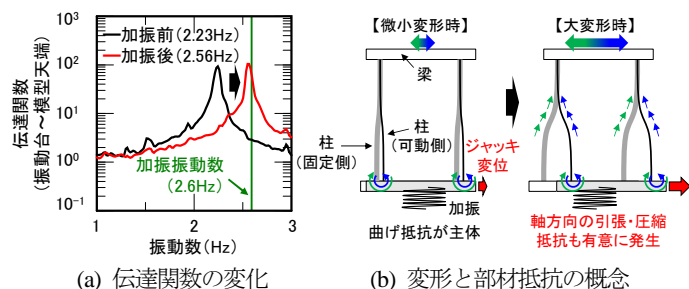 加振前(2.23Hz)
加振後(2.56Hz)
10³
10²
10¹
10⁰
10⁻¹
伝達関数
(振動台～模型天端)
加振振動数
(2.6Hz)
1
2
3
振動数(Hz)
(a) 伝達関数の変化
【微小変形時】
梁
柱
(固定側)
柱
(可動側)
ジャッキ
変位
加振
曲げ抵抗が主体
【大変形時】
軸方向の引張・圧縮
抵抗も有意に発生
(b) 変形と部材抵抗の概念